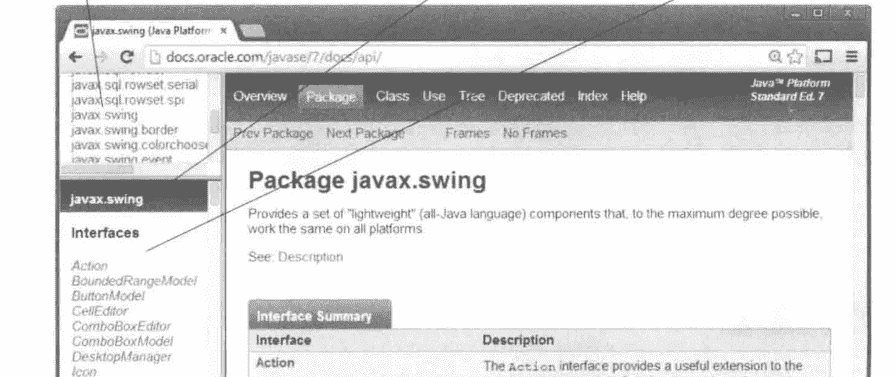 javax.swing (Java Platform
docs.oracle.com/javase/7/docs/api/
javax.sql.rowset.serial
javax.sql.rowset.spi
javax.swing
javax.swing.border
javax.swing.colorchoose
javax.swing.event
javax.swing
Interfaces
Action
BoundedRangeModel
ButtonModel
CellEditor
ComboBoxEditor
ComboBoxModel
DesktopManager
Icon
Overview Package Class Use Tree Deprecated Index Help
Java™ Platform
Standard Ed. 7
Prev Package Next Package Frames No Frames
Package javax.swing
Provides a set of "lightweight" (all-Java language) components that, to the maximum degree possible,
work the same on all platforms.
See: Description
Interface Summary
Interface Description
Action The Action interface provides a useful extension to the